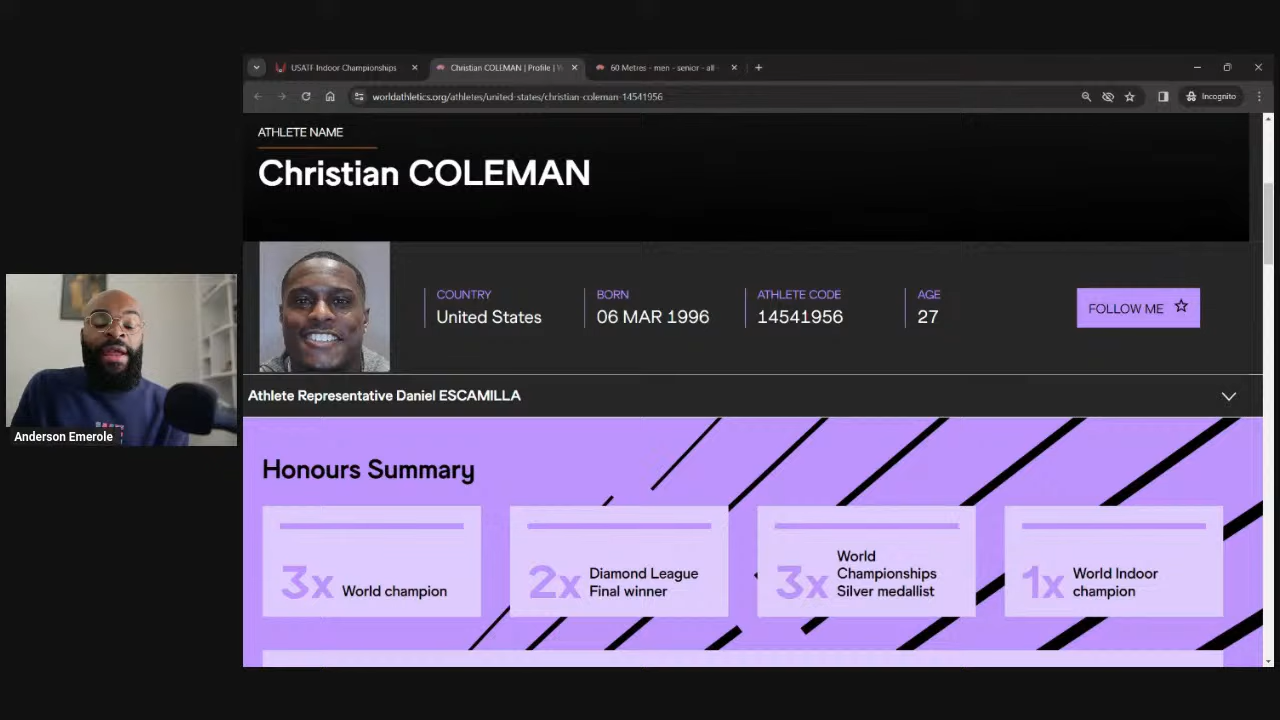 USATF Indoor Championships
Christian COLEMAN | Profile | W
60 Metres - men - senior - all
worldathletics.org/athletes/united-states/christian-coleman-14541956
Incognito
ATHLETE NAME
Christian COLEMAN
COUNTRY
United States
BORN
06 MAR 1996
ATHLETE CODE
14541956
AGE
27
FOLLOW ME
Athlete Representative Daniel ESCAMILLA
Anderson Emerole
Honours Summary
3x World champion
2x Diamond League
Final winner
3x World
Championships
Silver medallist
1x World Indoor
champion